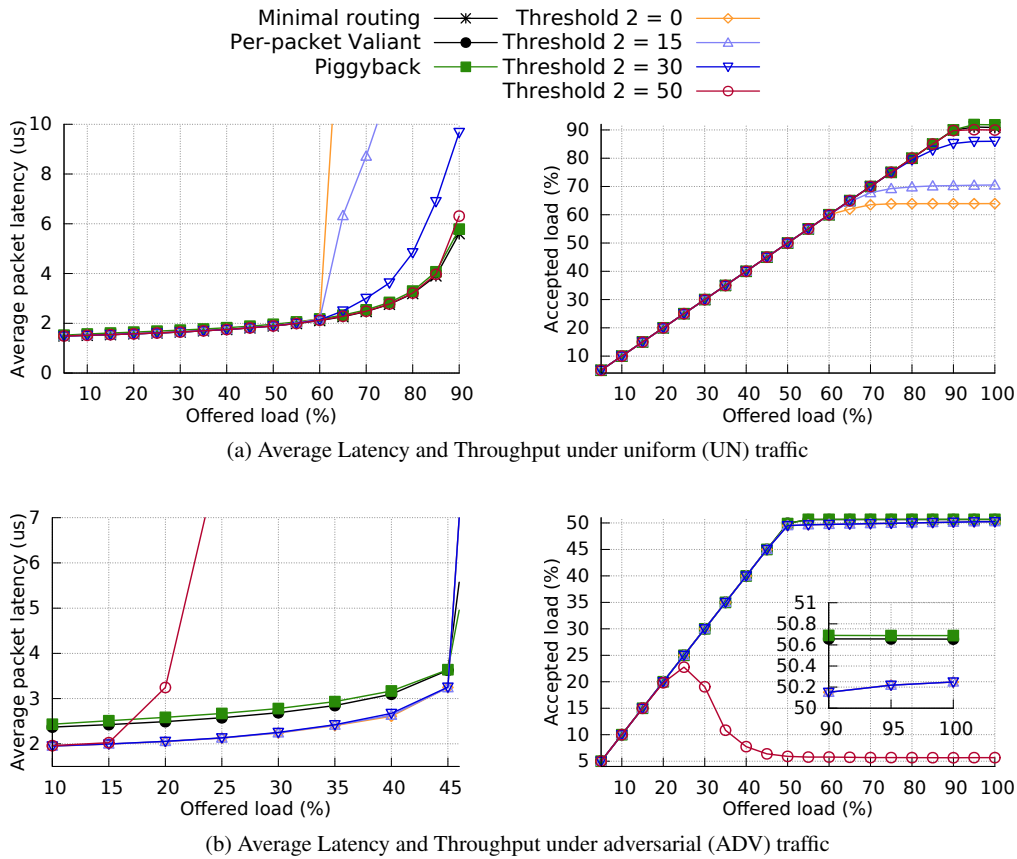 Minimal routing
Per-packet Valiant
Piggyback
Threshold 2 = 0
Threshold 2 = 15
Threshold 2 = 30
Threshold 2 = 50
Average packet latency (us)
10
8
6
4
2
0
10 20 30 40 50 60 70 80 90
Offered load (%)
Accepted load (%)
90
80
70
60
50
40
30
20
10
10 20 30 40 50 60 70 80 90 100
Offered load (%)
(a) Average Latency and Throughput under uniform (UN) traffic
Average packet latency (us)
7
6
5
4
3
2
10 15 20 25 30 35 40 45
Offered load (%)
Accepted load (%)
50
45
40
35
30
25
20
15
10
5
51
50.8
50.6
50.4
50.2
50
90 95 100
10 20 30 40 50 60 70 80 90 100
Offered load (%)
(b) Average Latency and Throughput under adversarial (ADV) traffic